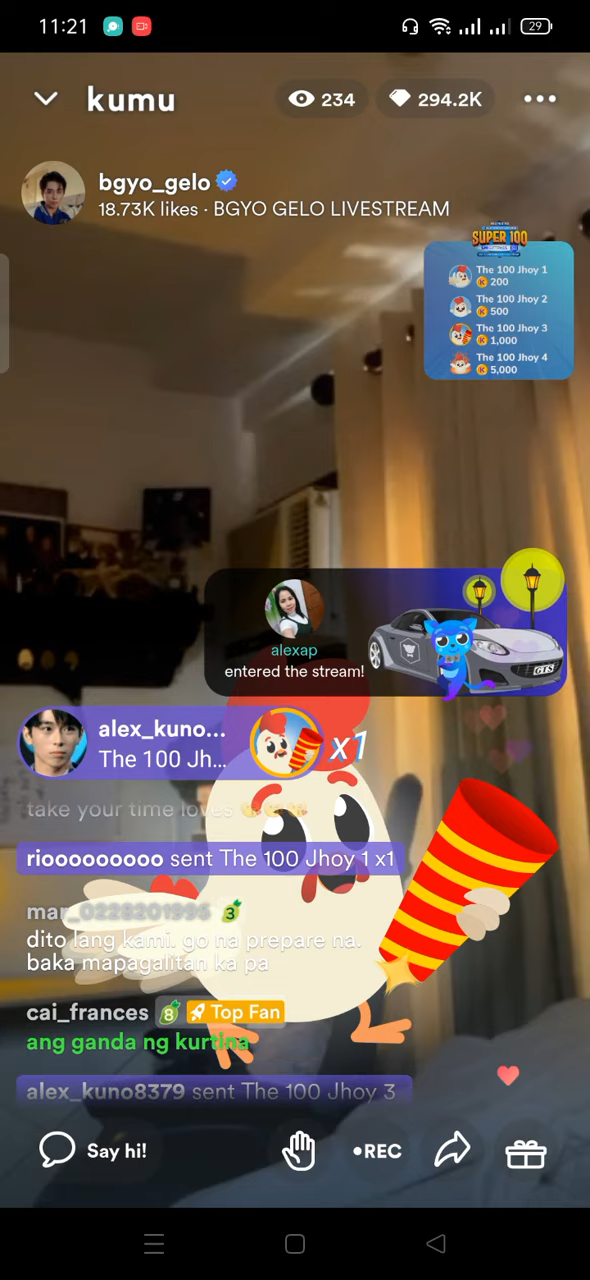 11:21
29
kumu
234
294.2K
bgyo_gelo
18.73K likes · BGYO GELO LIVESTREAM
SUPER 100
The 100 Jhoy 1
200
The 100 Jhoy 2
500
The 100 Jhoy 3
1,000
The 100 Jhoy 4
5,000
alexap
entered the stream!
GTS
alex_kuno...
The 100 Jh...
x1
take your time loves
riooooooooo sent The 100 Jhoy 1 x1
mar_0228201996 3
dito lang kami. go na prepare na.
baka mapagalitan ka pa
cai_frances 8 Top Fan
ang ganda ng kurtina
alex_kuno8379 sent The 100 Jhoy 3
Say hi!
REC